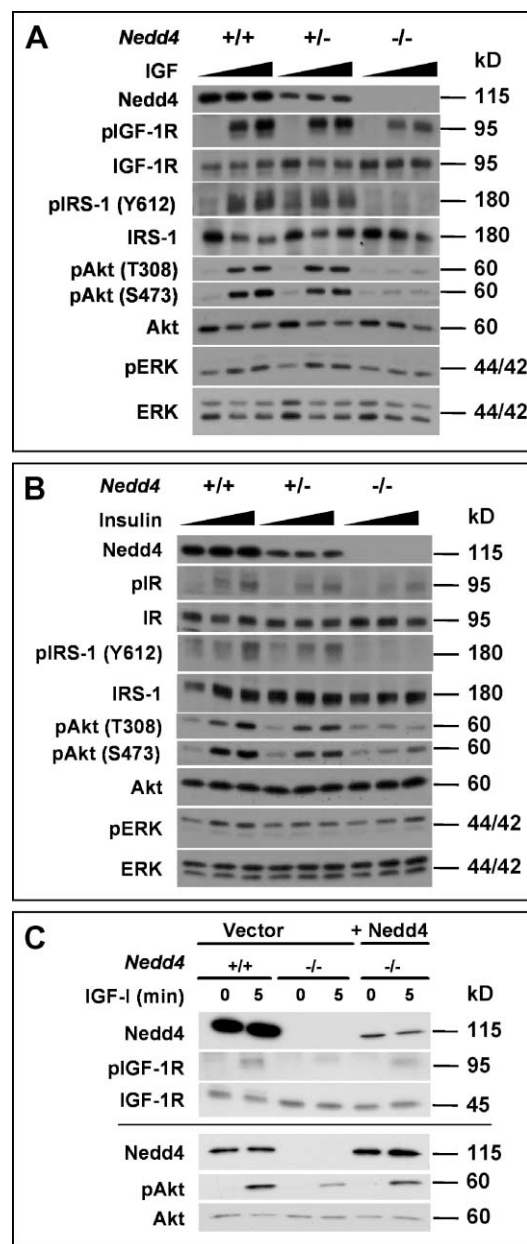 A
Nedd4 +/+ +/- -/-
IGF kD
Nedd4 115
pIGF-1R 95
IGF-1R 95
pIRS-1 (Y612) 180
IRS-1 180
pAkt (T308) 60
pAkt (S473) 60
Akt 60
pERK 44/42
ERK 44/42
B
Nedd4 +/+ +/- -/-
Insulin kD
Nedd4 115
pIR 95
IR 95
pIRS-1 (Y612) 180
IRS-1 180
pAkt (T308) 60
pAkt (S473) 60
Akt 60
pERK 44/42
ERK 44/42
C
Vector + Nedd4
Nedd4 +/+ -/- -/-
IGF-I (min) 0 5 0 5 0 5 kD
Nedd4 115
pIGF-1R 95
IGF-1R 45
Nedd4 115
pAkt 60
Akt 60